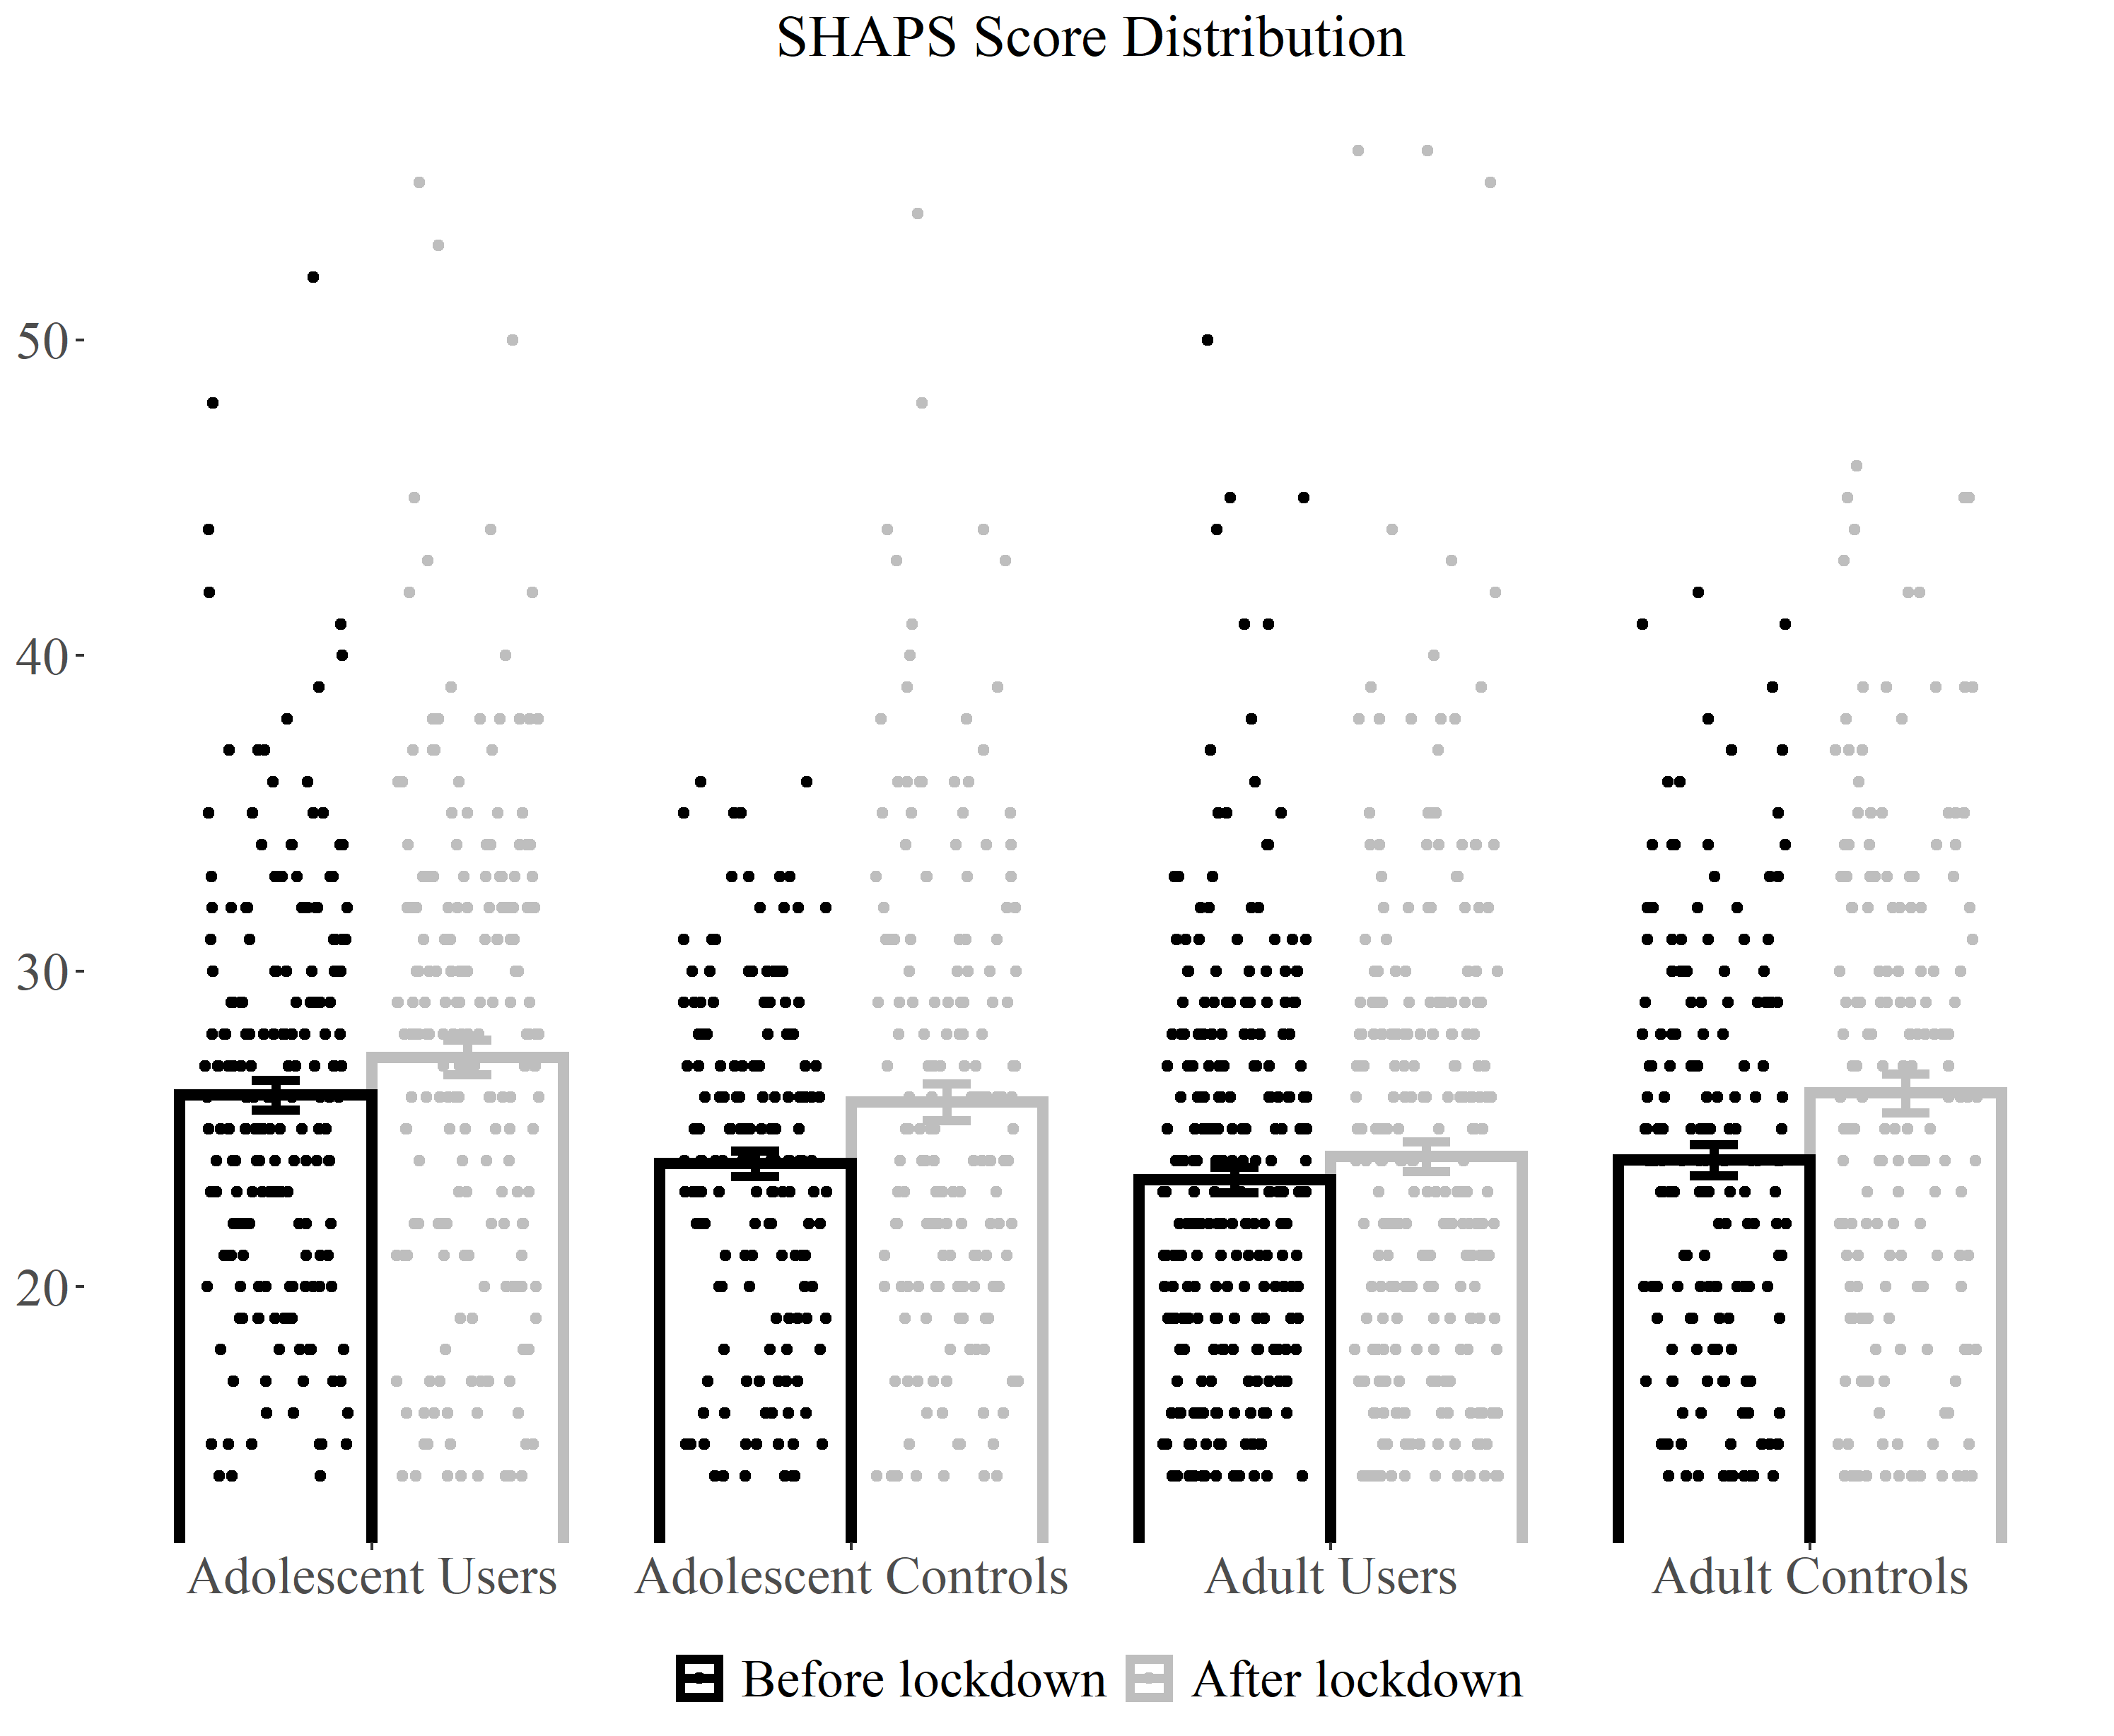 SHAPS Score Distribution
50
40
30
20
Adolescent Users Adolescent Controls Adult Users Adult Controls
Before lockdown After lockdown